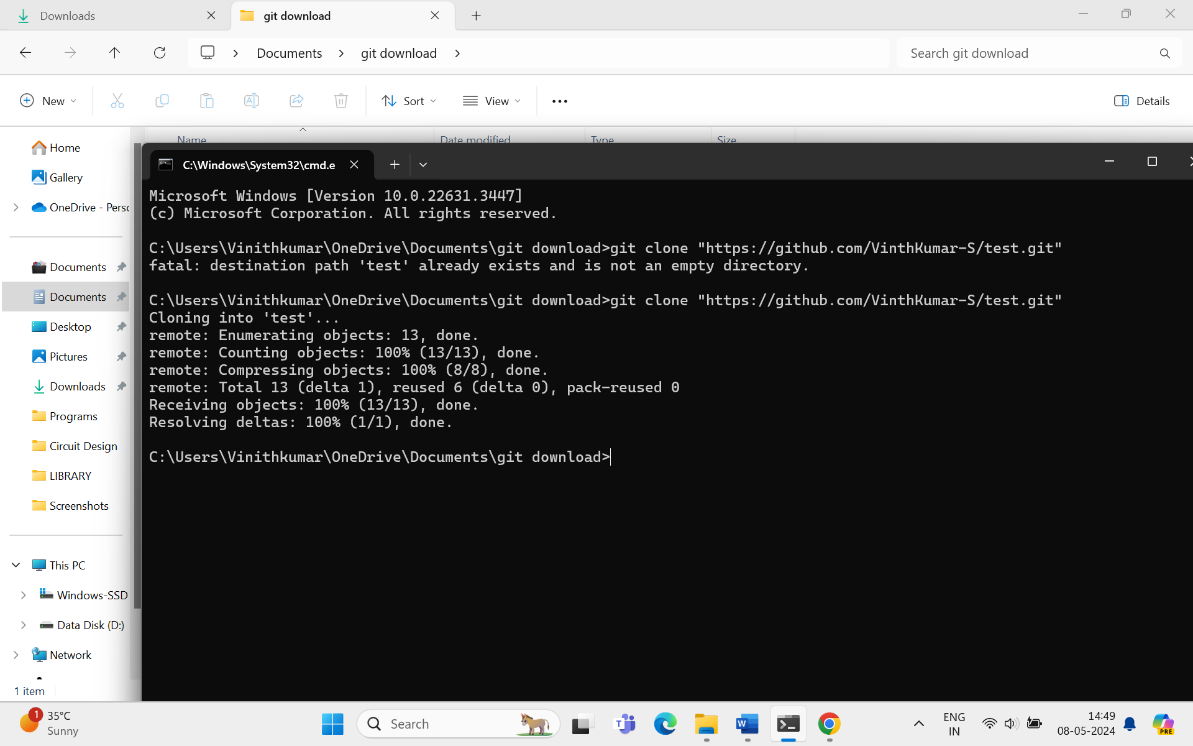 Downloads
git download
Documents
git download
Search git download
New
Sort
View
Details
Name
Date modified
Type
Size
Home
Gallery
OneDrive - Perso
Documents
Documents
Desktop
Pictures
Downloads
Programs
Circuit Design
LIBRARY
Screenshots
This PC
Windows-SSD
Data Disk (D:)
Network
1 item
C:\Windows\System32\cmd.e
Microsoft Windows [Version 10.0.22631.3447]
(c) Microsoft Corporation. All rights reserved.
C:\Users\Vinithkumar\OneDrive\Documents\git download>git clone "https://github.com/VinthKumar-S/test.git"
fatal: destination path 'test' already exists and is not an empty directory.
C:\Users\Vinithkumar\OneDrive\Documents\git download>git clone "https://github.com/VinthKumar-S/test.git"
Cloning into 'test'...
remote: Enumerating objects: 13, done.
remote: Counting objects: 100% (13/13), done.
remote: Compressing objects: 100% (8/8), done.
remote: Total 13 (delta 1), reused 6 (delta 0), pack-reused 0
Receiving objects: 100% (13/13), done.
Resolving deltas: 100% (1/1), done.
C:\Users\Vinithkumar\OneDrive\Documents\git download>
1
35°C
Sunny
Search
ENG
IN
14:49
08-05-2024
PRE